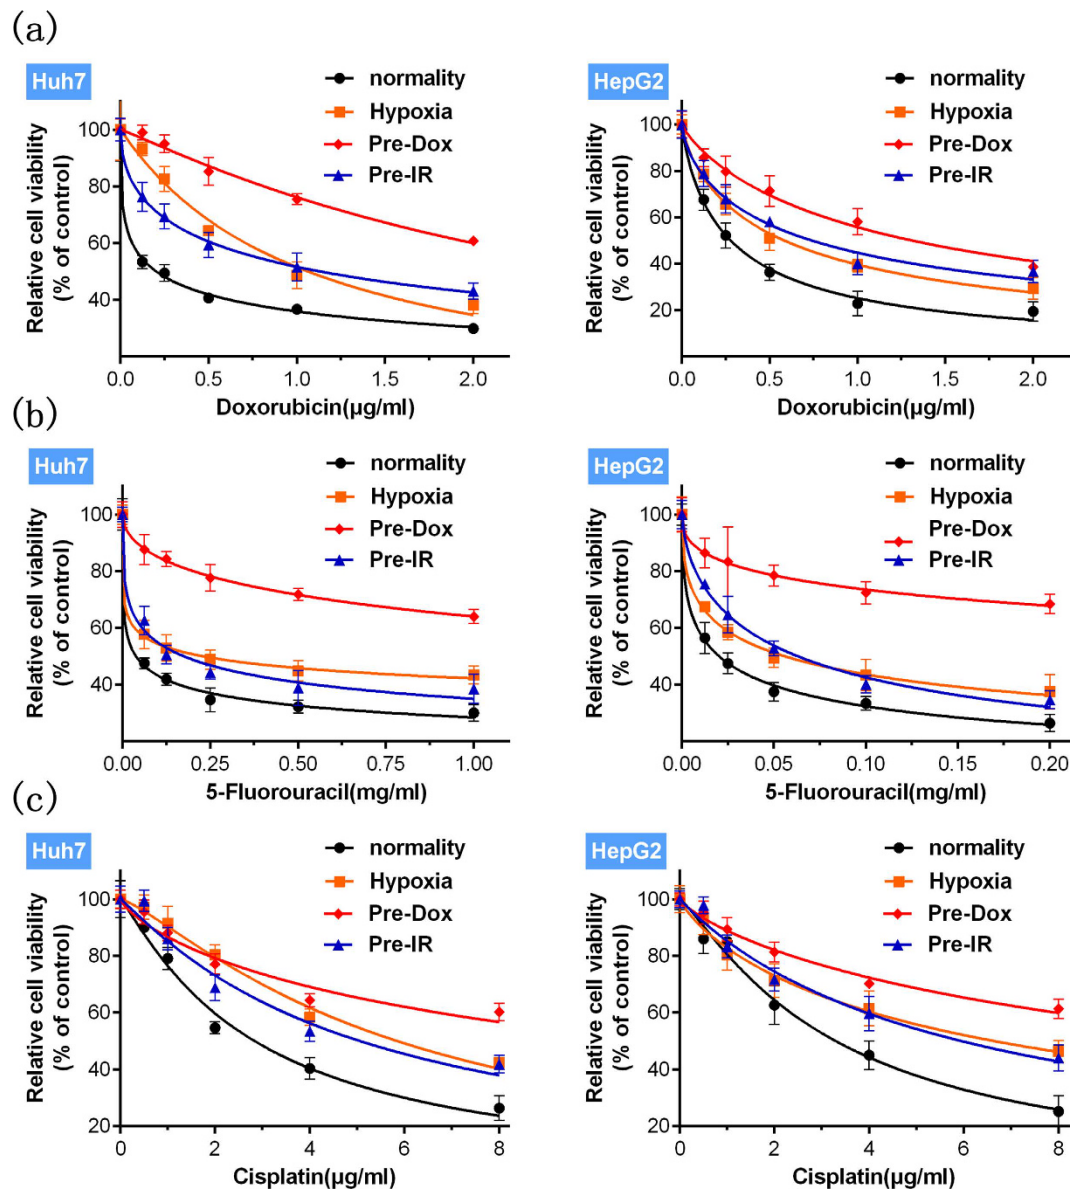 (a)
Huh7
normality
Hypoxia
Pre-Dox
Pre-IR
Relative cell viability
(% of control)
100
80
60
40
0.0 0.5 1.0 1.5 2.0
Doxorubicin(μg/ml)
HepG2
normality
Hypoxia
Pre-Dox
Pre-IR
Relative cell viability
(% of control)
100
80
60
40
20
0.0 0.5 1.0 1.5 2.0
Doxorubicin(μg/ml)
(b)
Huh7
normality
Hypoxia
Pre-Dox
Pre-IR
Relative cell viability
(% of control)
100
80
60
40
0.00 0.25 0.50 0.75 1.00
5-Fluorouracil(mg/ml)
HepG2
normality
Hypoxia
Pre-Dox
Pre-IR
Relative cell viability
(% of control)
100
80
60
40
0.00 0.05 0.10 0.15 0.20
5-Fluorouracil(mg/ml)
(c)
Huh7
normality
Hypoxia
Pre-Dox
Pre-IR
Relative cell viability
(% of control)
100
80
60
40
20
0 2 4 6 8
Cisplatin(μg/ml)
HepG2
normality
Hypoxia
Pre-Dox
Pre-IR
Relative cell viability
(% of control)
100
80
60
40
20
0 2 4 6 8
Cisplatin(μg/ml)